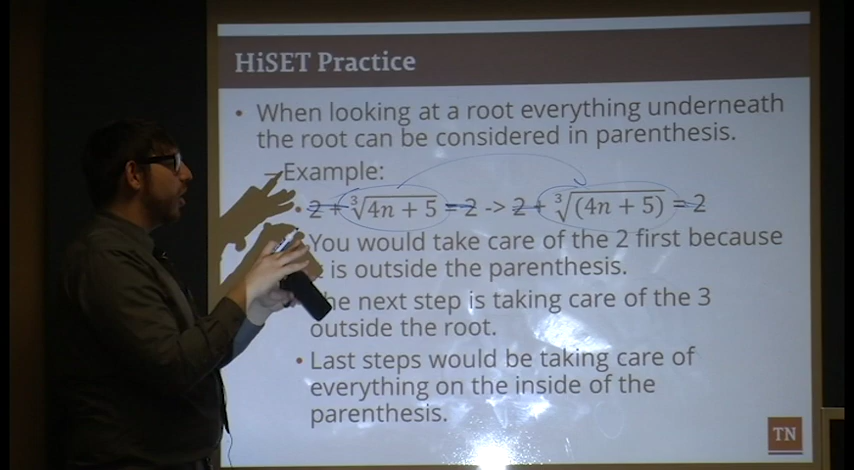 TN
HiSET Practice
• When looking at a root everything underneath
the root can be considered in parenthesis.
– Example:
• 2 + ∛4n + 5 = 2 -> 2 + ∛(4n + 5) = 2
You would take care of the 2 first because
is outside the parenthesis.
next step is taking care of the 3
outside the root.
• Last steps would be taking care of
everything on the inside of the
parenthesis.
TN